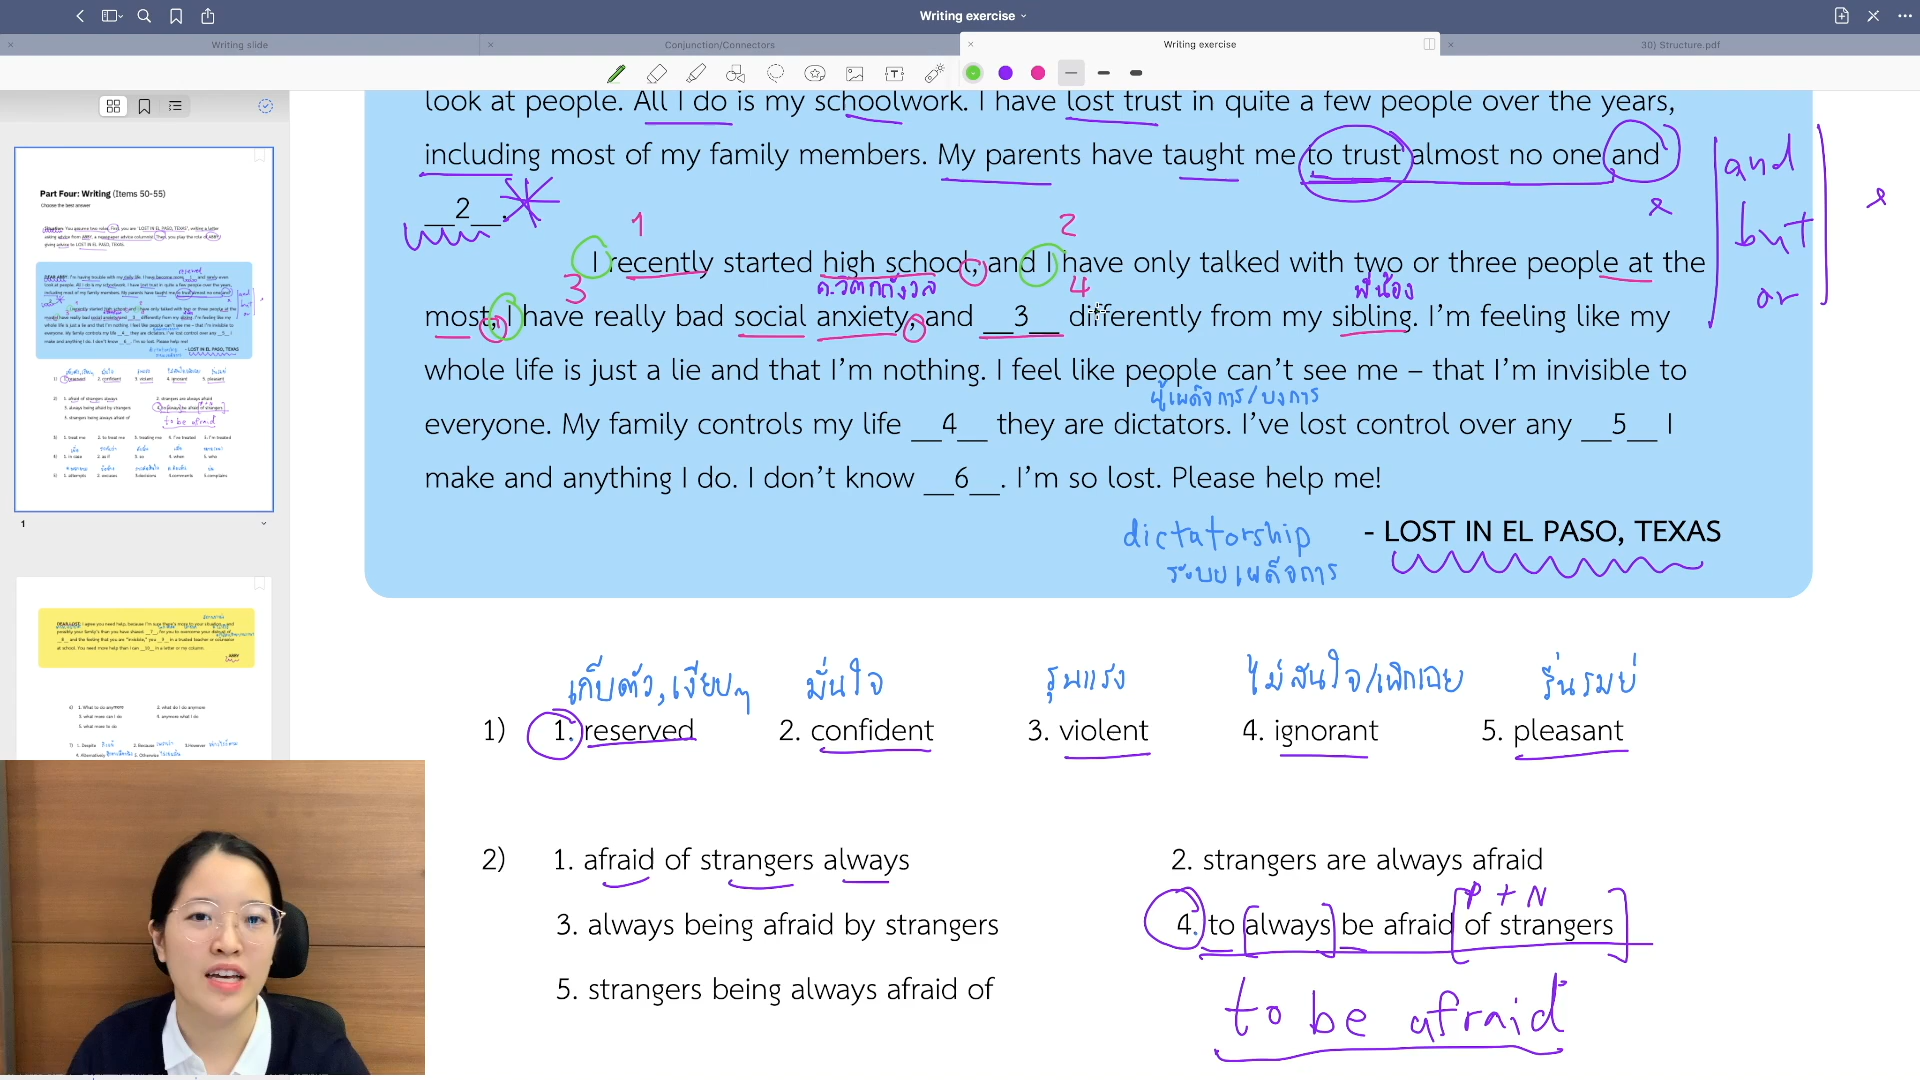 Writing exercise
Writing slide
Conjunction/Connectors
Writing exercise
30) Structure.pdf
look at people. All I do is my schoolwork. I have lost trust in quite a few people over the years,
including most of my family members. My parents have taught me to trust almost no one and
__2__.
and
but
or
1
2
I recently started high school, and I have only talked with two or three people at the
3
ค.วิตกกังวล
4
พี่น้อง
most, I have really bad social anxiety, and __3__ differently from my sibling. I'm feeling like my
whole life is just a lie and that I'm nothing. I feel like people can't see me – that I'm invisible to
ผู้เผด็จการ/บงการ
everyone. My family controls my life __4__ they are dictators. I've lost control over any __5__ I
make and anything I do. I don't know __6__. I'm so lost. Please help me!
dictatorship
ระบบเผด็จการ
- LOST IN EL PASO, TEXAS
เก็บตัว, เงียบๆ
มั่นใจ
รุนแรง
ไม่สนใจ/เพิกเฉย
รื่นรมย์
1) 1. reserved 2. confident 3. violent 4. ignorant 5. pleasant
2) 1. afraid of strangers always 2. strangers are always afraid
P + N
3. always being afraid by strangers 4. to always be afraid of strangers
5. strangers being always afraid of
to be afraid
Part Four: Writing (Items 50-55)
Choose the best answer
1